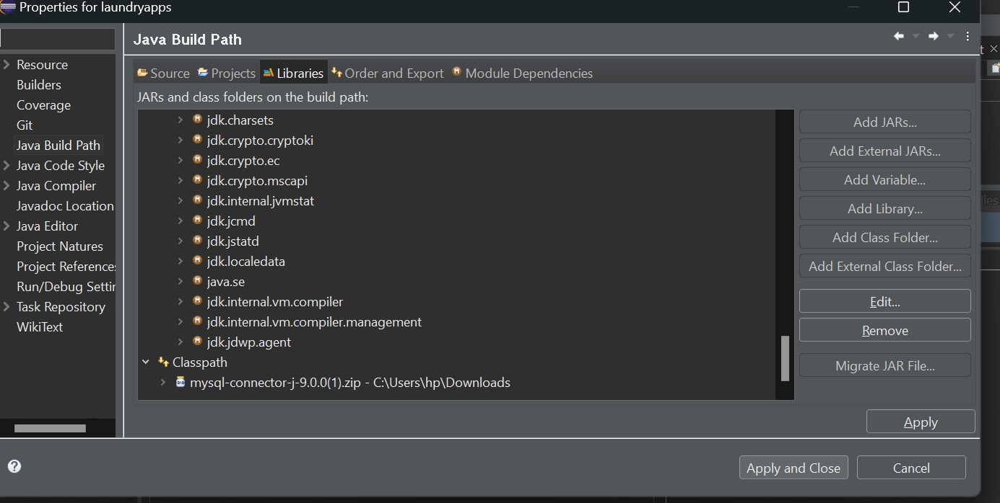 Properties for laundryapps
Resource
Builders
Coverage
Git
Java Build Path
Java Code Style
Java Compiler
Javadoc Location
Java Editor
Project Natures
Project References
Run/Debug Settin
Task Repository
WikiText
Java Build Path
Source Projects Libraries Order and Export Module Dependencies
JARs and class folders on the build path:
jdk.charsets
jdk.crypto.cryptoki
jdk.crypto.ec
jdk.crypto.mscapi
jdk.internal.jvmstat
jdk.jcmd
jdk.jstatd
jdk.localedata
java.se
jdk.internal.vm.compiler
jdk.internal.vm.compiler.management
jdk.jdwp.agent
Classpath
mysql-connector-j-9.0.0(1).zip - C:\Users\hp\Downloads
Add JARs...
Add External JARs...
Add Variable...
Add Library...
Add Class Folder...
Add External Class Folder...
Edit...
Remove
Migrate JAR File...
Apply
Apply and Close
Cancel